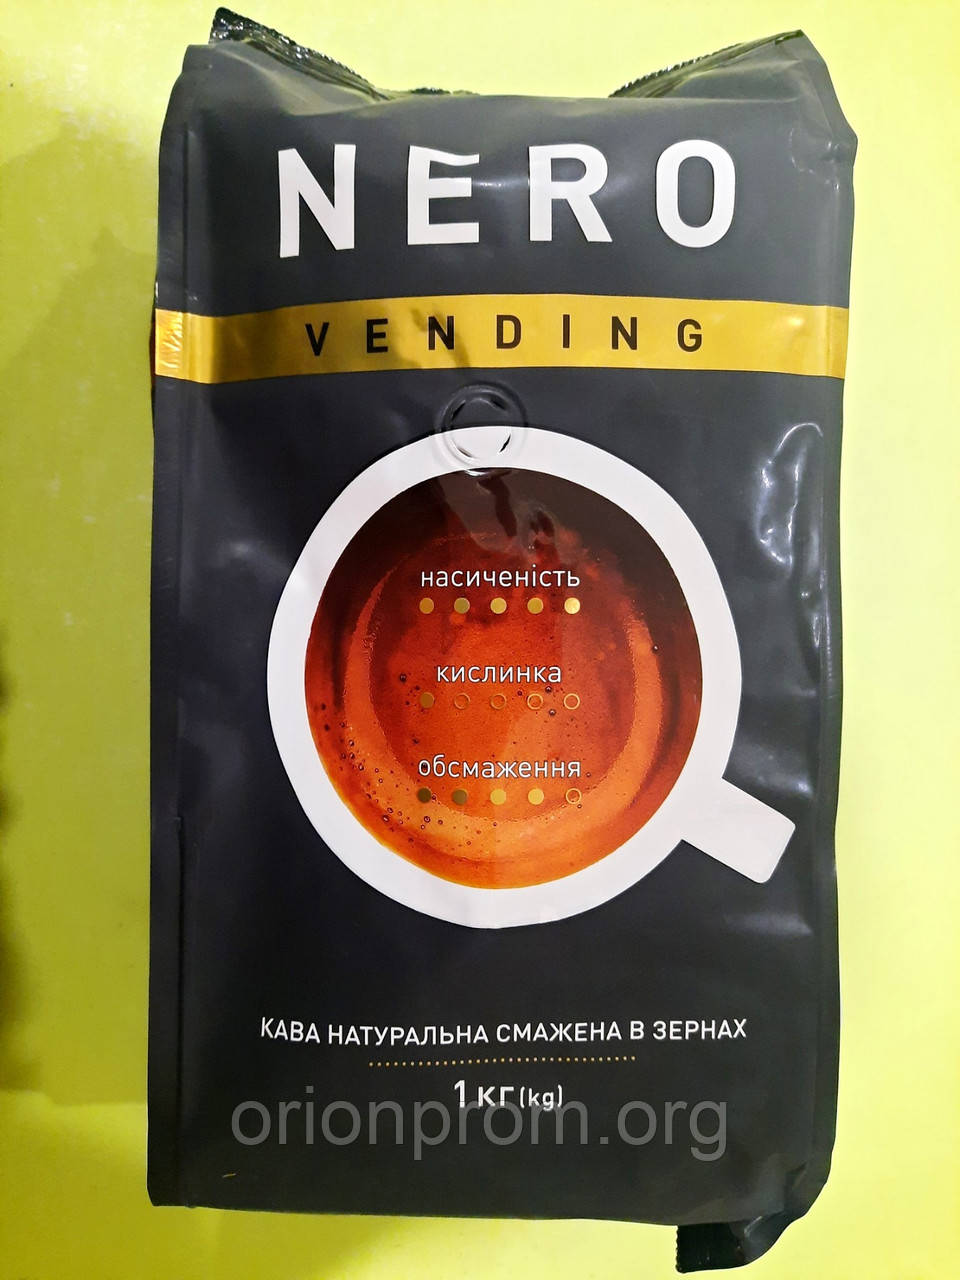 NERO
VENDING
насиченість
кислинка
обсмаження
КАВА НАТУРАЛЬНА СМАЖЕНА В ЗЕРНАХ
1 кг (kg)
orionprom.org